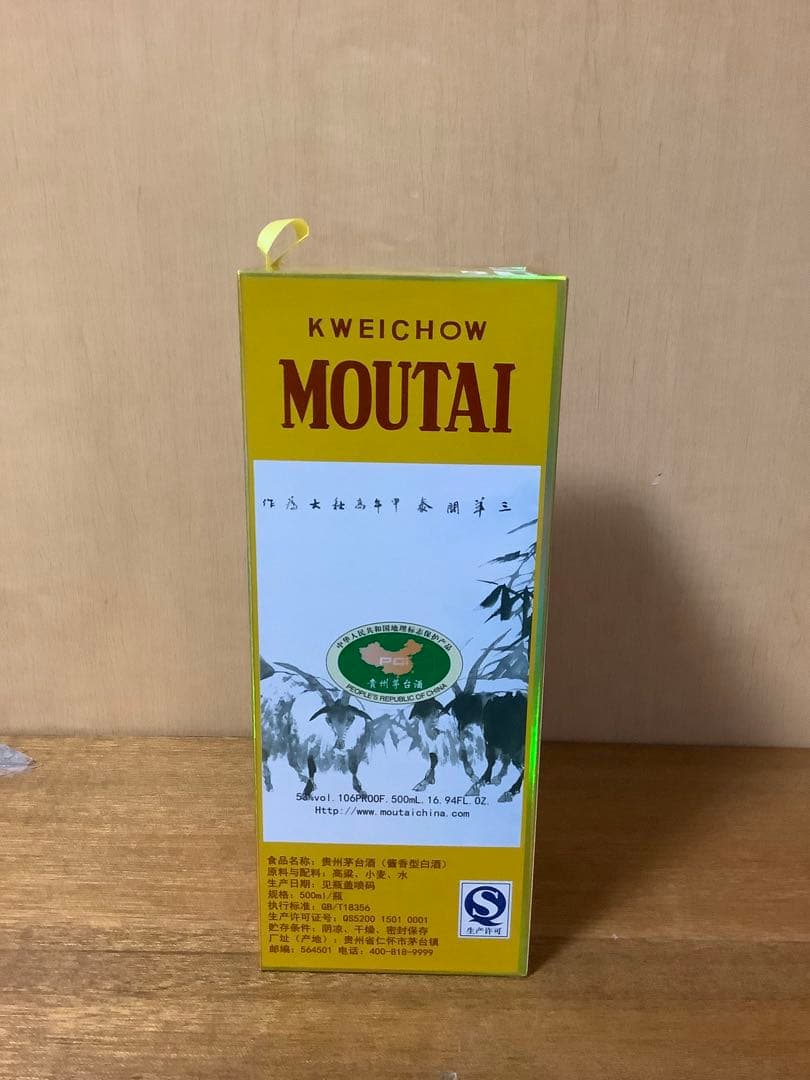 KWEICHOW
MOUTAI
三羊開泰甲午高秋大為作
中华人民共和国地理标志保护产品
PGI
贵州茅台酒
PEOPLE'S REPUBLIC OF CHINA
53%vol. 106PROOF. 500mL. 16.94FL. OZ.
Http://www.moutaichina.com
食品名称：贵州茅台酒（酱香型白酒）
原料与配料：高粱、小麦、水
生产日期：见瓶盖喷码
规格：500ml/瓶
执行标准：GB/T18356
生产许可证号：QS5200 1501 0001
贮存条件：阴凉、干燥、密封保存
厂址（产地）：贵州省仁怀市茅台镇
邮编：564501 电话：400-818-9999
QS
生产许可